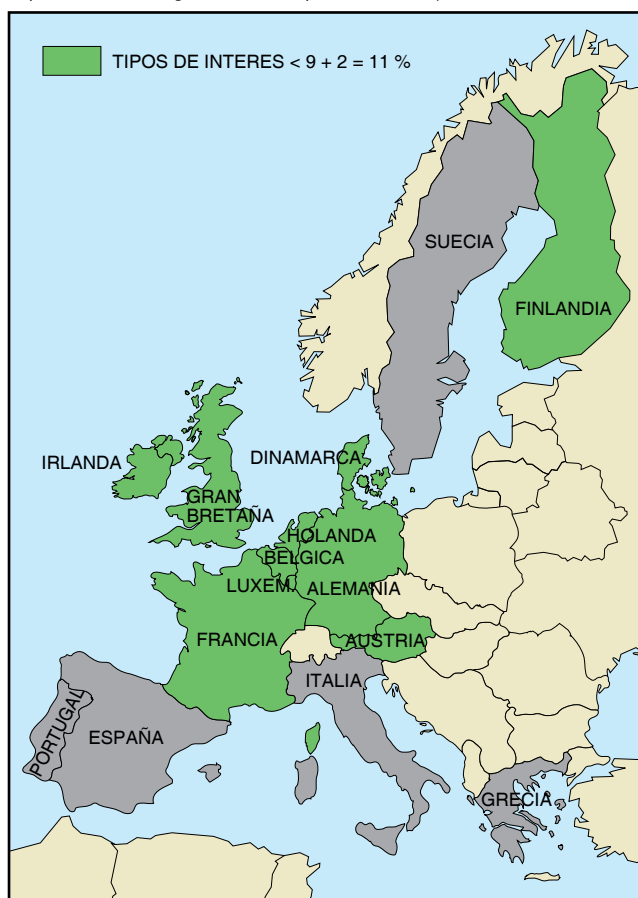 TIPOS DE INTERES < 9 + 2 = 11 %
SUECIA
FINLANDIA
IRLANDA
DINAMARCA
GRAN
BRETAÑA
HOLANDA
BELGICA
LUXEM.
ALEMANIA
FRANCIA
AUSTRIA
ITALIA
PORTUGAL
ESPAÑA
GRECIA